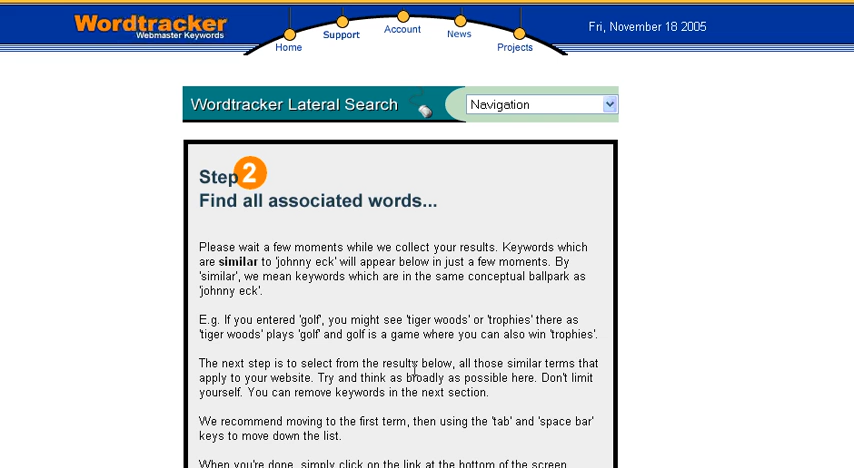 Wordtracker
Webmaster Keywords
Home
Support
Account
News
Projects
Fri, November 18 2005
Wordtracker Lateral Search
Navigation
Step 2
Find all associated words...
Please wait a few moments while we collect your results. Keywords which
are similar to 'johnny eck' will appear below in just a few moments. By
'similar', we mean keywords which are in the same conceptual ballpark as
'johnny eck'.
E.g. If you entered 'golf', you might see 'tiger woods' or 'trophies' there as
'tiger woods' plays 'golf' and golf is a game where you can also win 'trophies'.
The next step is to select from the results below, all those similar terms that
apply to your website. Try and think as broadly as possible here. Don't limit
yourself. You can remove keywords in the next section.
We recommend moving to the first term, then using the 'tab' and 'space bar'
keys to move down the list.
When you're done, simply click on the link at the bottom of the screen